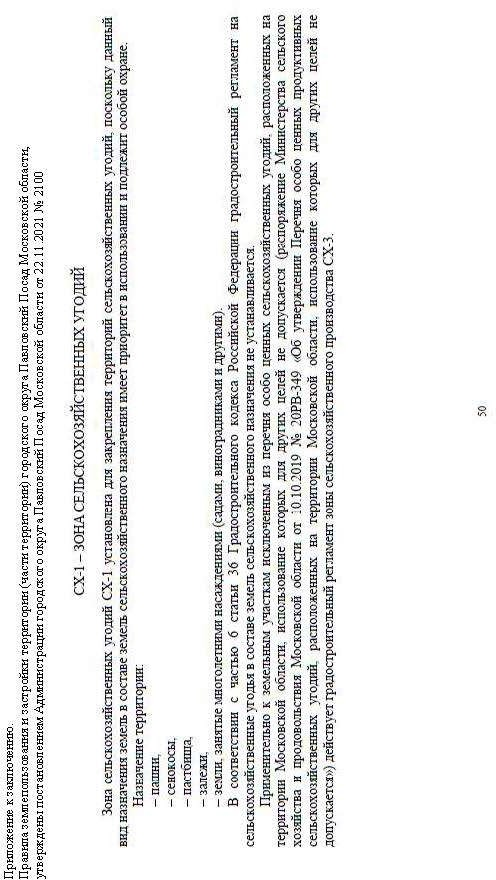 Приложение к заключению.
Правила землепользования и застройки территории (части территории) городского округа Павловский Посад Московской области,
утверждены постановлением Администрации городского округа Павловский Посад Московской области от 22.11.2021 № 2100
СХ-1 – ЗОНА СЕЛЬСКОХОЗЯЙСТВЕННЫХ УГОДИЙ
Зона сельскохозяйственных угодий СХ-1 установлена для закрепления территорий сельскохозяйственных угодий, поскольку данный
вид назначения земель в составе земель сельскохозяйственного назначения имеет приоритет в использовании и подлежит особой охране.
Назначение территории:
– пашни,
– сенокосы,
– пастбища,
– залежи,
– земли, занятые многолетними насаждениями (садами, виноградниками и другими).
В соответствии с частью 6 статьи 36 Градостроительного кодекса Российской Федерации градостроительный регламент на
сельскохозяйственные угодья в составе земель сельскохозяйственного назначения не устанавливается.
Применительно к земельным участкам исключенным из перечня особо ценных сельскохозяйственных угодий, расположенных на
территории Московской области, использование которых для других целей не допускается (распоряжение Министерства сельского
хозяйства и продовольствия Московской области от 10.10.2019 № 20РВ-349 «Об утверждении Перечня особо ценных продуктивных
сельскохозяйственных угодий, расположенных на территории Московской области, использование которых для других целей не
допускается») действует градостроительный регламент зоны сельскохозяйственного производства СХ-3.
50